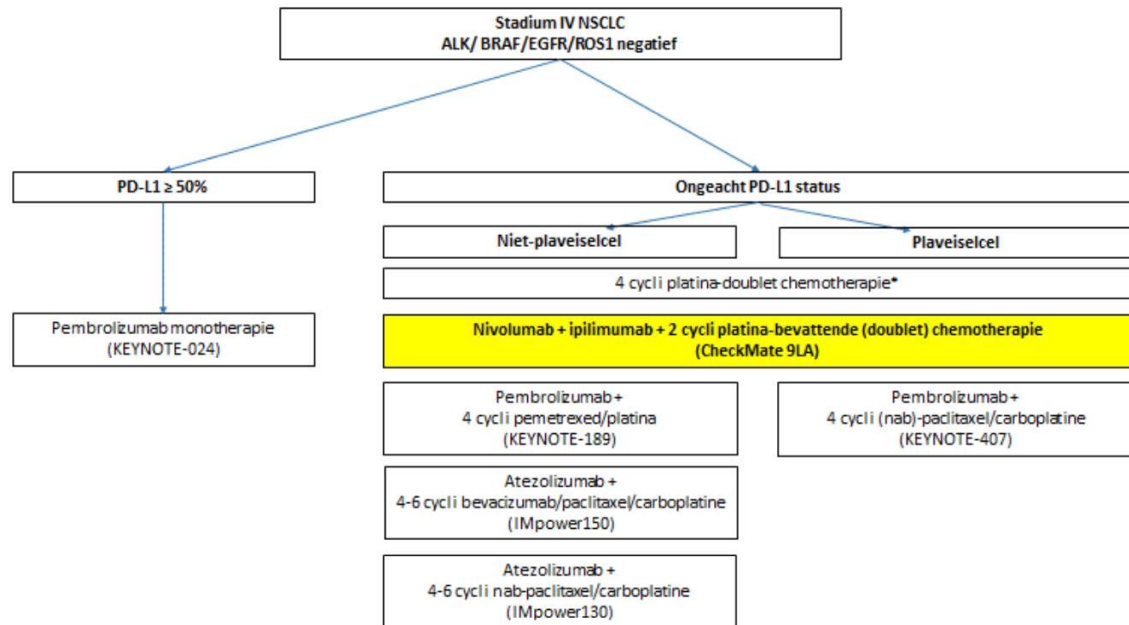 Stadium IV NSCLC
ALK/ BRAF/EGFR/ROS1 negatief
PD-L1 ≥ 50%
Ongeacht PD-L1 status
Niet-plaveiselcel
Plaveiselcel
4 cycli platina-doublet chemotherapie*
Pembrolizumab monotherapie
(KEYNOTE-024)
Nivolumab + ipilimumab + 2 cycli platina-bevattende (doublet) chemotherapie
(CheckMate 9LA)
Pembrolizumab +
4 cycli pemetrexed/platina
(KEYNOTE-189)
Pembrolizumab +
4 cycli (nab)-paclitaxel/carboplatine
(KEYNOTE-407)
Atezolizumab +
4-6 cycli bevacizumab/paclitaxel/carboplatine
(IMpower150)
Atezolizumab +
4-6 cycli nab-paclitaxel/carboplatine
(IMpower130)